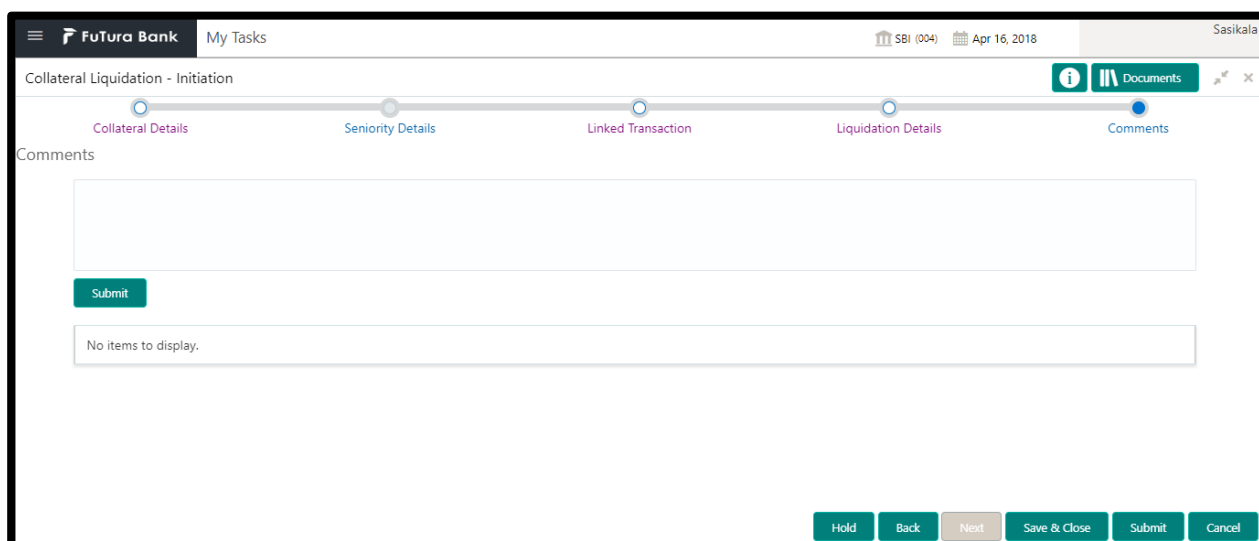 FuTura Bank My Tasks SBI (004) Apr 16, 2018 Sasikala
Collateral Liquidation - Initiation i Documents
Collateral Details Seniority Details Linked Transaction Liquidation Details Comments
Comments
Submit
No items to display.
Hold Back Next Save & Close Submit Cancel